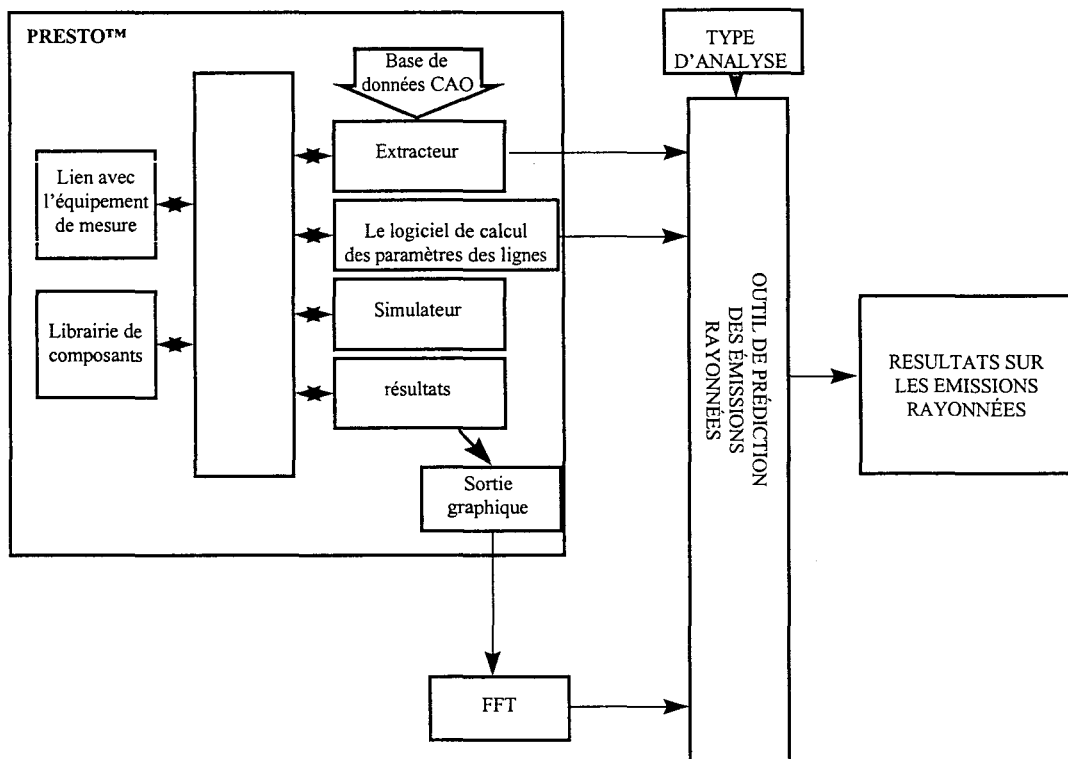 PRESTO™
Base de
données CAO
Extracteur
Lien avec
l'équipement
de mesure
Le logiciel de calcul
des paramètres des lignes
Simulateur
Librairie de
composants
résultats
Sortie
graphique
FFT
TYPE
D'ANALYSE
OUTIL DE PRÉDICTION
DES ÉMISSIONS
RAYONNÉES
RESULTATS SUR
LES EMISSIONS
RAYONNÉES